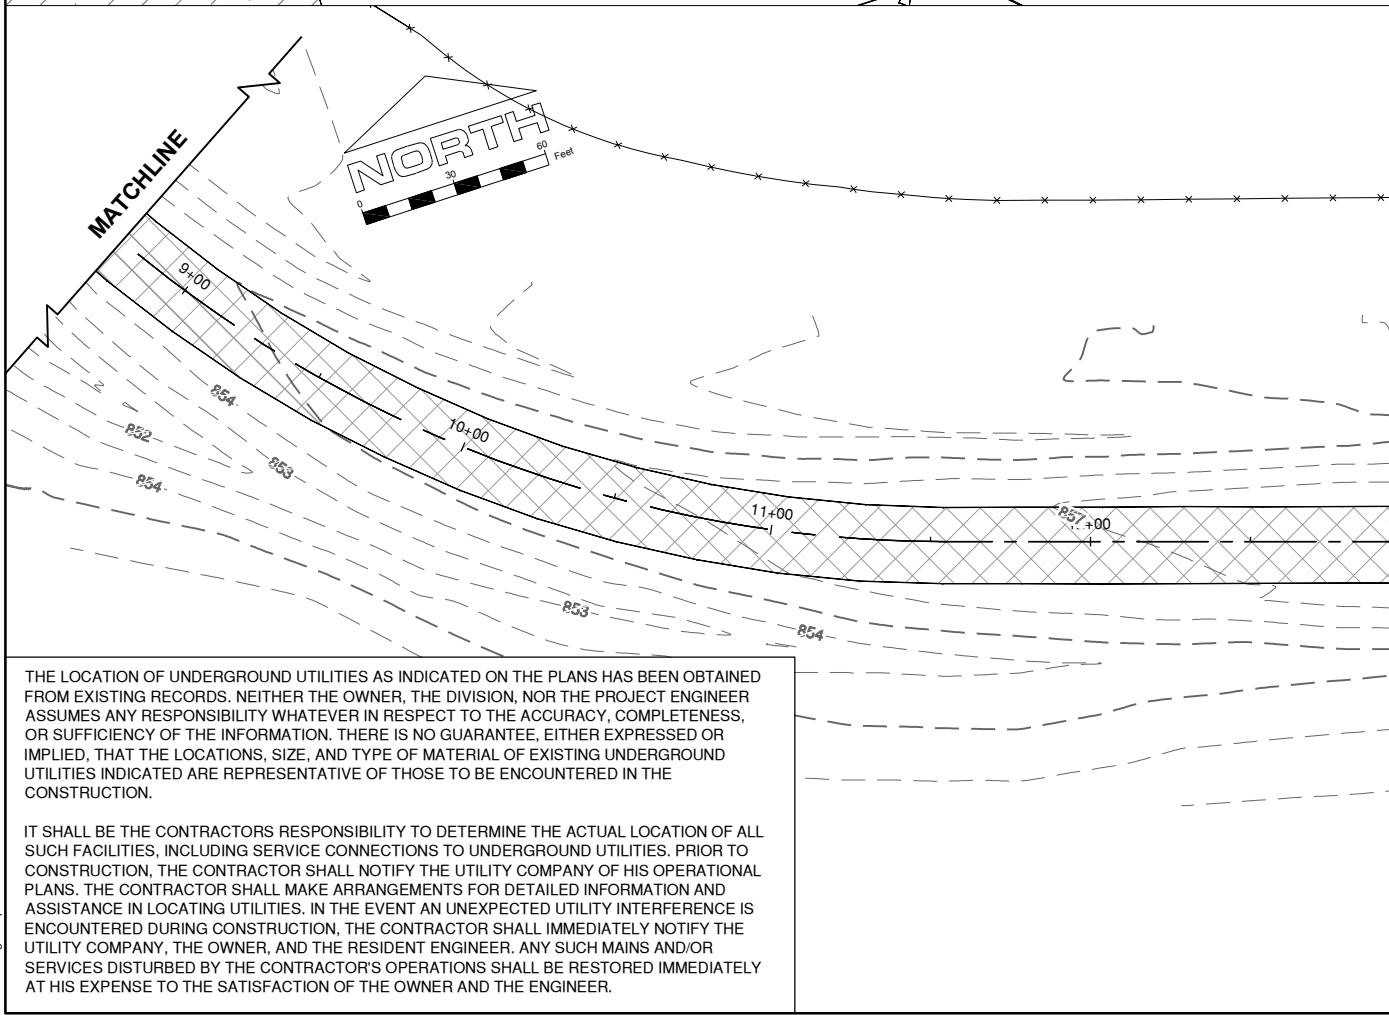 MATCHLINE
NORTH
0 30 60 Feet
9+00
10+00
11+00
+00
857
854
852
853
854
853
854
THE LOCATION OF UNDERGROUND UTILITIES AS INDICATED ON THE PLANS HAS BEEN OBTAINED
FROM EXISTING RECORDS. NEITHER THE OWNER, THE DIVISION, NOR THE PROJECT ENGINEER
ASSUMES ANY RESPONSIBILITY WHATEVER IN RESPECT TO THE ACCURACY, COMPLETENESS,
OR SUFFICIENCY OF THE INFORMATION. THERE IS NO GUARANTEE, EITHER EXPRESSED OR
IMPLIED, THAT THE LOCATIONS, SIZE, AND TYPE OF MATERIAL OF EXISTING UNDERGROUND
UTILITIES INDICATED ARE REPRESENTATIVE OF THOSE TO BE ENCOUNTERED IN THE
CONSTRUCTION.
IT SHALL BE THE CONTRACTORS RESPONSIBILITY TO DETERMINE THE ACTUAL LOCATION OF ALL
SUCH FACILITIES, INCLUDING SERVICE CONNECTIONS TO UNDERGROUND UTILITIES. PRIOR TO
CONSTRUCTION, THE CONTRACTOR SHALL NOTIFY THE UTILITY COMPANY OF HIS OPERATIONAL
PLANS. THE CONTRACTOR SHALL MAKE ARRANGEMENTS FOR DETAILED INFORMATION AND
ASSISTANCE IN LOCATING UTILITIES. IN THE EVENT AN UNEXPECTED UTILITY INTERFERENCE IS
ENCOUNTERED DURING CONSTRUCTION, THE CONTRACTOR SHALL IMMEDIATELY NOTIFY THE
UTILITY COMPANY, THE OWNER, AND THE RESIDENT ENGINEER. ANY SUCH MAINS AND/OR
SERVICES DISTURBED BY THE CONTRACTOR'S OPERATIONS SHALL BE RESTORED IMMEDIATELY
AT HIS EXPENSE TO THE SATISFACTION OF THE OWNER AND THE ENGINEER.